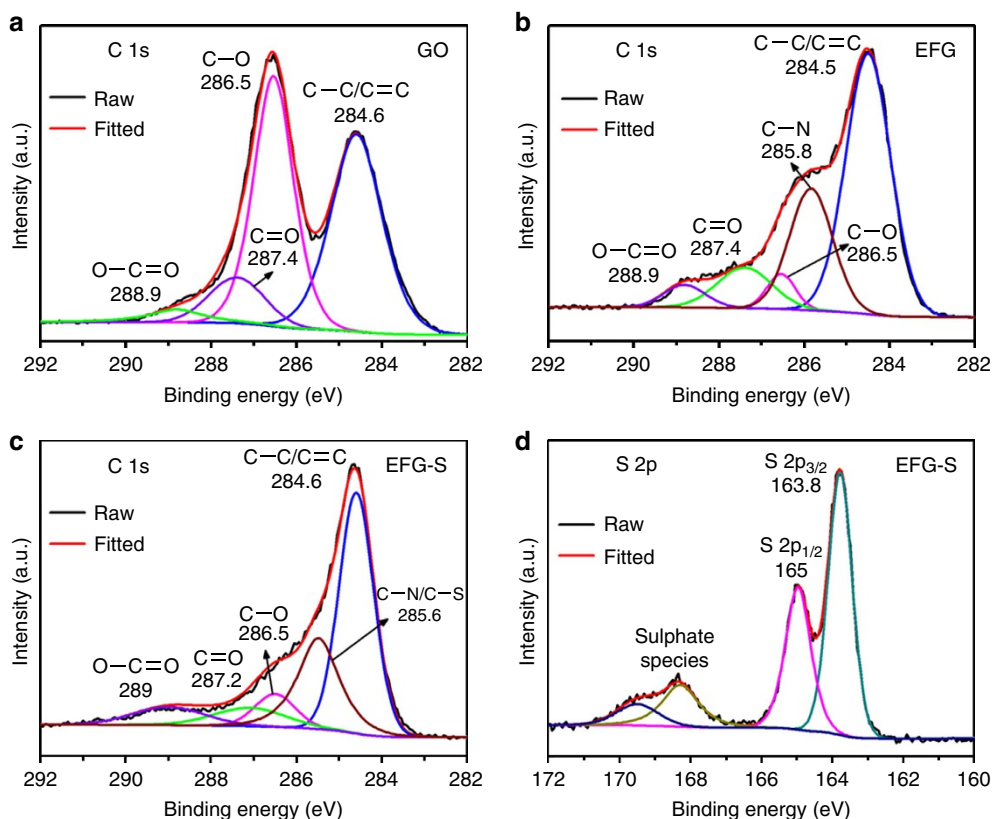 a
C 1s
GO
C—O
286.5
C—C/C=C
284.6
Raw
Fitted
C=O
287.4
O—C=O
288.9
Intensity (a.u.)
292 290 288 286 284 282
Binding energy (eV)
b
C 1s
EFG
C—C/C=C
284.5
Raw
Fitted
C—N
285.8
C=O
287.4
C—O
286.5
O—C=O
288.9
Intensity (a.u.)
292 290 288 286 284 282
Binding energy (eV)
c
C 1s
EFG-S
C—C/C=C
284.6
Raw
Fitted
C—N/C—S
285.6
C—O
286.5
C=O
287.2
O—C=O
289
Intensity (a.u.)
292 290 288 286 284 282
Binding energy (eV)
d
S 2p
EFG-S
S 2p3/2
163.8
Raw
Fitted
S 2p1/2
165
Sulphate
species
Intensity (a.u.)
172 170 168 166 164 162 160
Binding energy (eV)